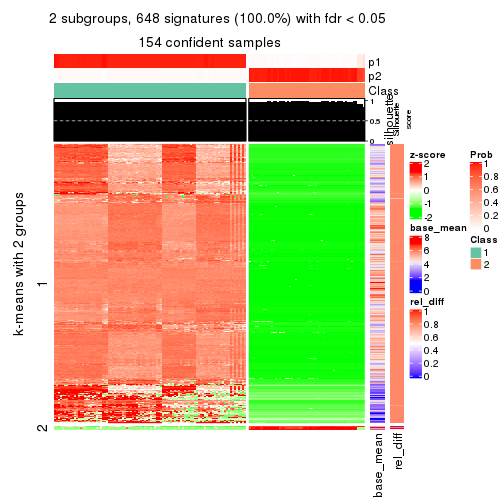 2 subgroups, 648 signatures (100.0%) with fdr < 0.05
154 confident samples
p1
p2
Class
1
0.5
0
silhouette
Silhouette
score
k-means with 2 groups
1
2
base_mean
rel_diff
z-score
2
1
0
-1
-2
base_mean
8
6
4
2
0
rel_diff
1
0.8
0.6
0.4
0.2
0
Prob
1
0.8
0.6
0.4
0.2
0
Class
1
2